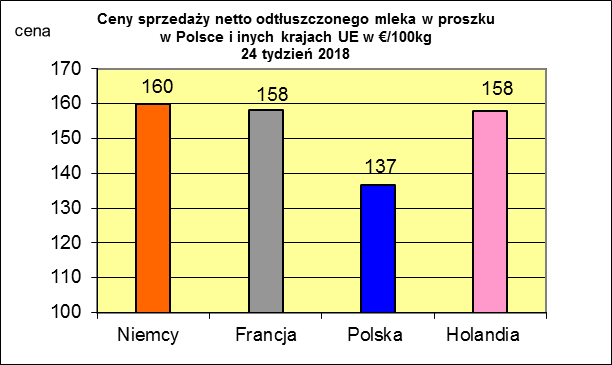 Ceny sprzedaży netto odtłuszczonego mleka w proszku
w Polsce i inych krajach UE w €/100kg
24 tydzień 2018
cena
170
160
150
140
130
120
110
100
160
158
137
158
Niemcy
Francja
Polska
Holandia